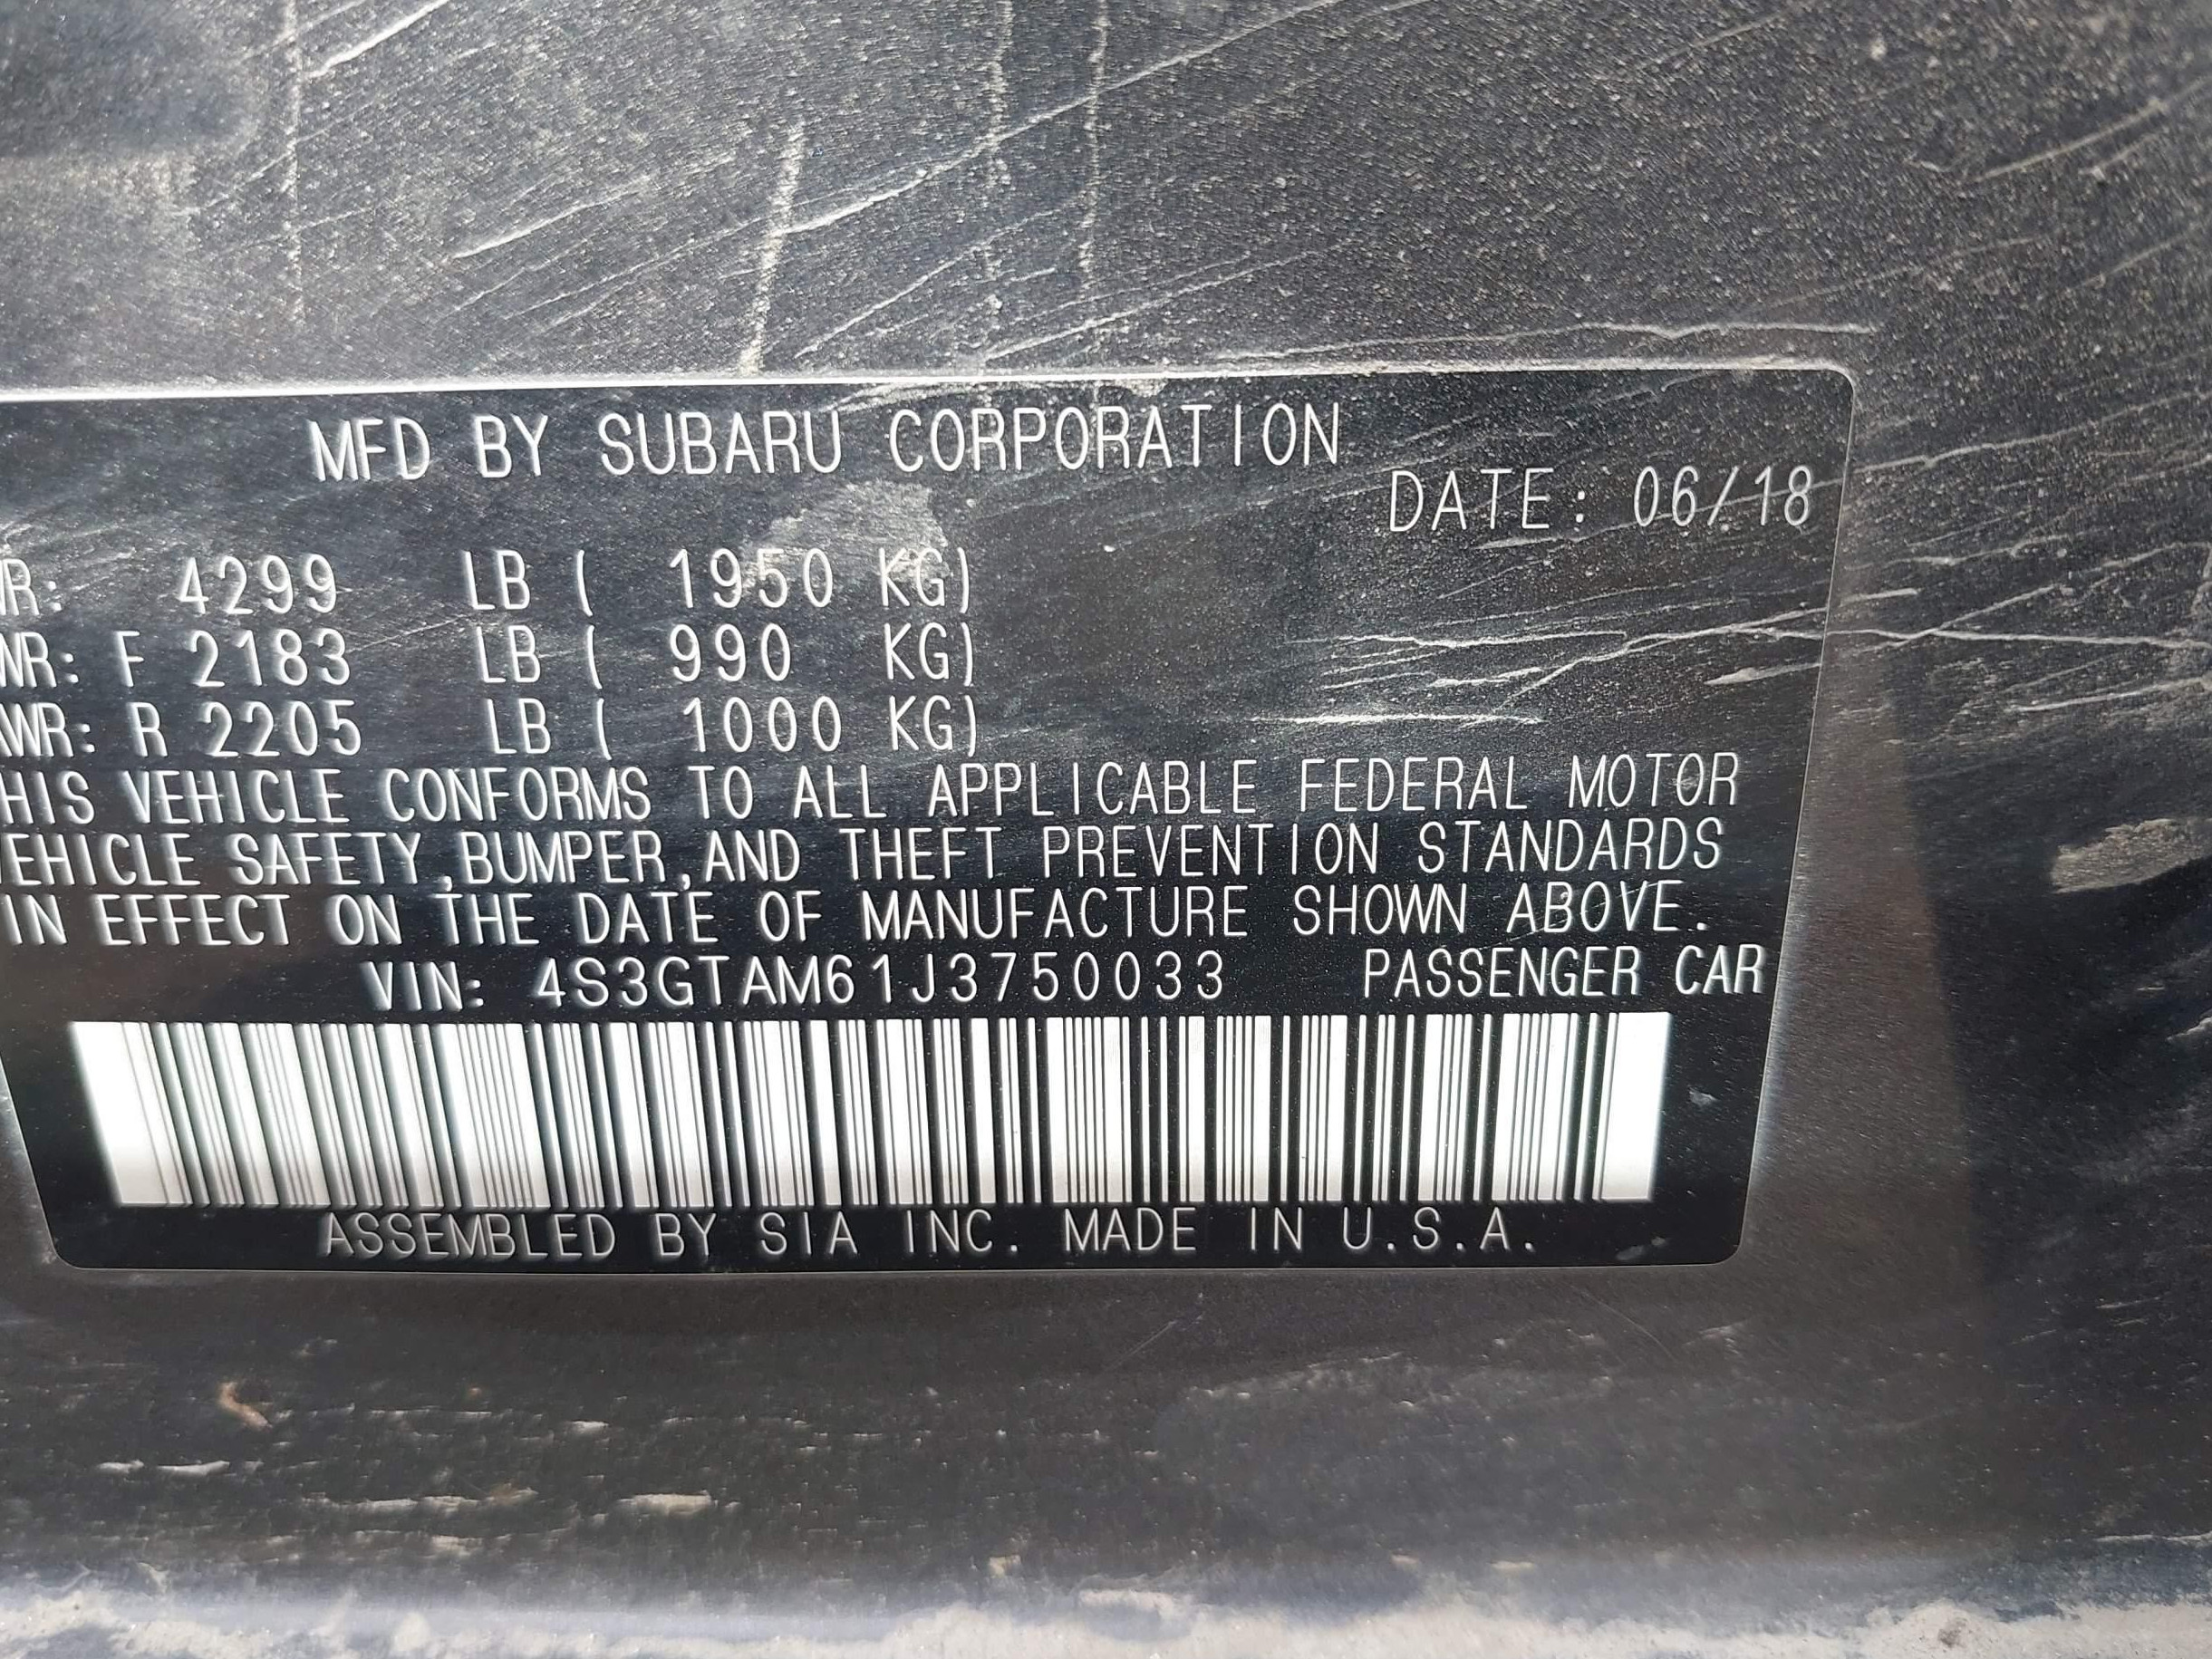 MFD BY SUBARU CORPORATION
DATE: 06/18
WR: 4299 LB ( 1950 KG)
WR: F 2183 LB ( 990 KG)
AWR: R 2205 LB ( 1000 KG)
HIS VEHICLE CONFORMS TO ALL APPLICABLE FEDERAL MOTOR
VEHICLE SAFETY,BUMPER,AND THEFT PREVENTION STANDARDS
IN EFFECT ON THE DATE OF MANUFACTURE SHOWN ABOVE.
VIN: 4S3GTAM61J3750033 PASSENGER CAR
ASSEMBLED BY SIA INC. MADE IN U.S.A.